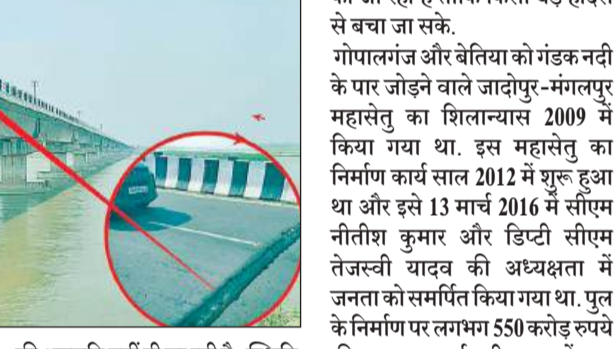 से बचा जा सके.
गोपालगंज और बेतिया को गंडक नदी
के पार जोड़ने वाले जादोपुर-मंगलपुर
महासेतु का शिलान्यास 2009 में
किया गया था. इस महासेतु का
निर्माण कार्य साल 2012 में शुरू हुआ
था और इसे 13 मार्च 2016 में सीएम
नीतीश कुमार और डिप्टी सीएम
तेजस्वी यादव की अध्यक्षता में
जनता को समर्पित किया गया था. पुल
के निर्माण पर लगभग 550 करोड़ रुपये